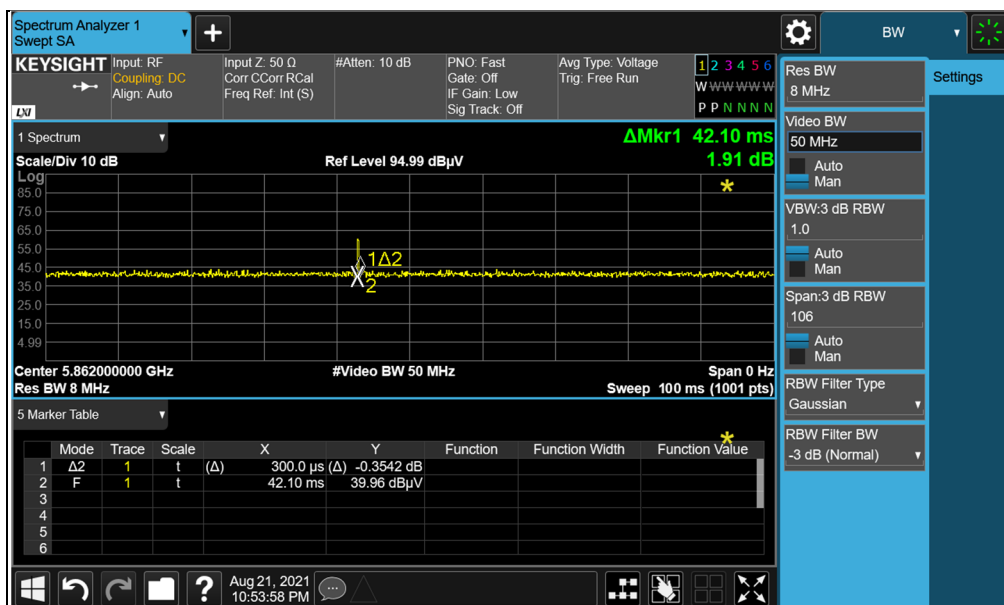 Spectrum Analyzer 1
Swept SA
+
BW
KEYSIGHT
Input: RF
Coupling: DC
Align: Auto
Input Z: 50 Ω
Corr CCorr RCal
Freq Ref: Int (S)
#Atten: 10 dB
PNO: Fast
Gate: Off
IF Gain: Low
Sig Track: Off
Avg Type: Voltage
Trig: Free Run
1 2 3 4 5 6
W W W W W W
P P N N N N
LXI
1 Spectrum
ΔMkr1 42.10 ms
1.91 dB
Scale/Div 10 dB
Ref Level 94.99 dBµV
Log
85.0
75.0
65.0
55.0
45.0
35.0
25.0
15.0
4.99
1Δ2
2
Center 5.862000000 GHz
#Video BW 50 MHz
Span 0 Hz
Res BW 8 MHz
Sweep 100 ms (1001 pts)
5 Marker Table
Mode Trace Scale X Y Function Function Width Function Value
1 Δ2 1 t (Δ) 300.0 µs (Δ) -0.3542 dB
2 F 1 t 42.10 ms 39.96 dBµV
3
4
5
6
Aug 21, 2021
10:53:58 PM
Settings
Res BW
8 MHz
Video BW
50 MHz
Auto
Man
VBW:3 dB RBW
1.0
Auto
Man
Span:3 dB RBW
106
Auto
Man
RBW Filter Type
Gaussian
RBW Filter BW
-3 dB (Normal)